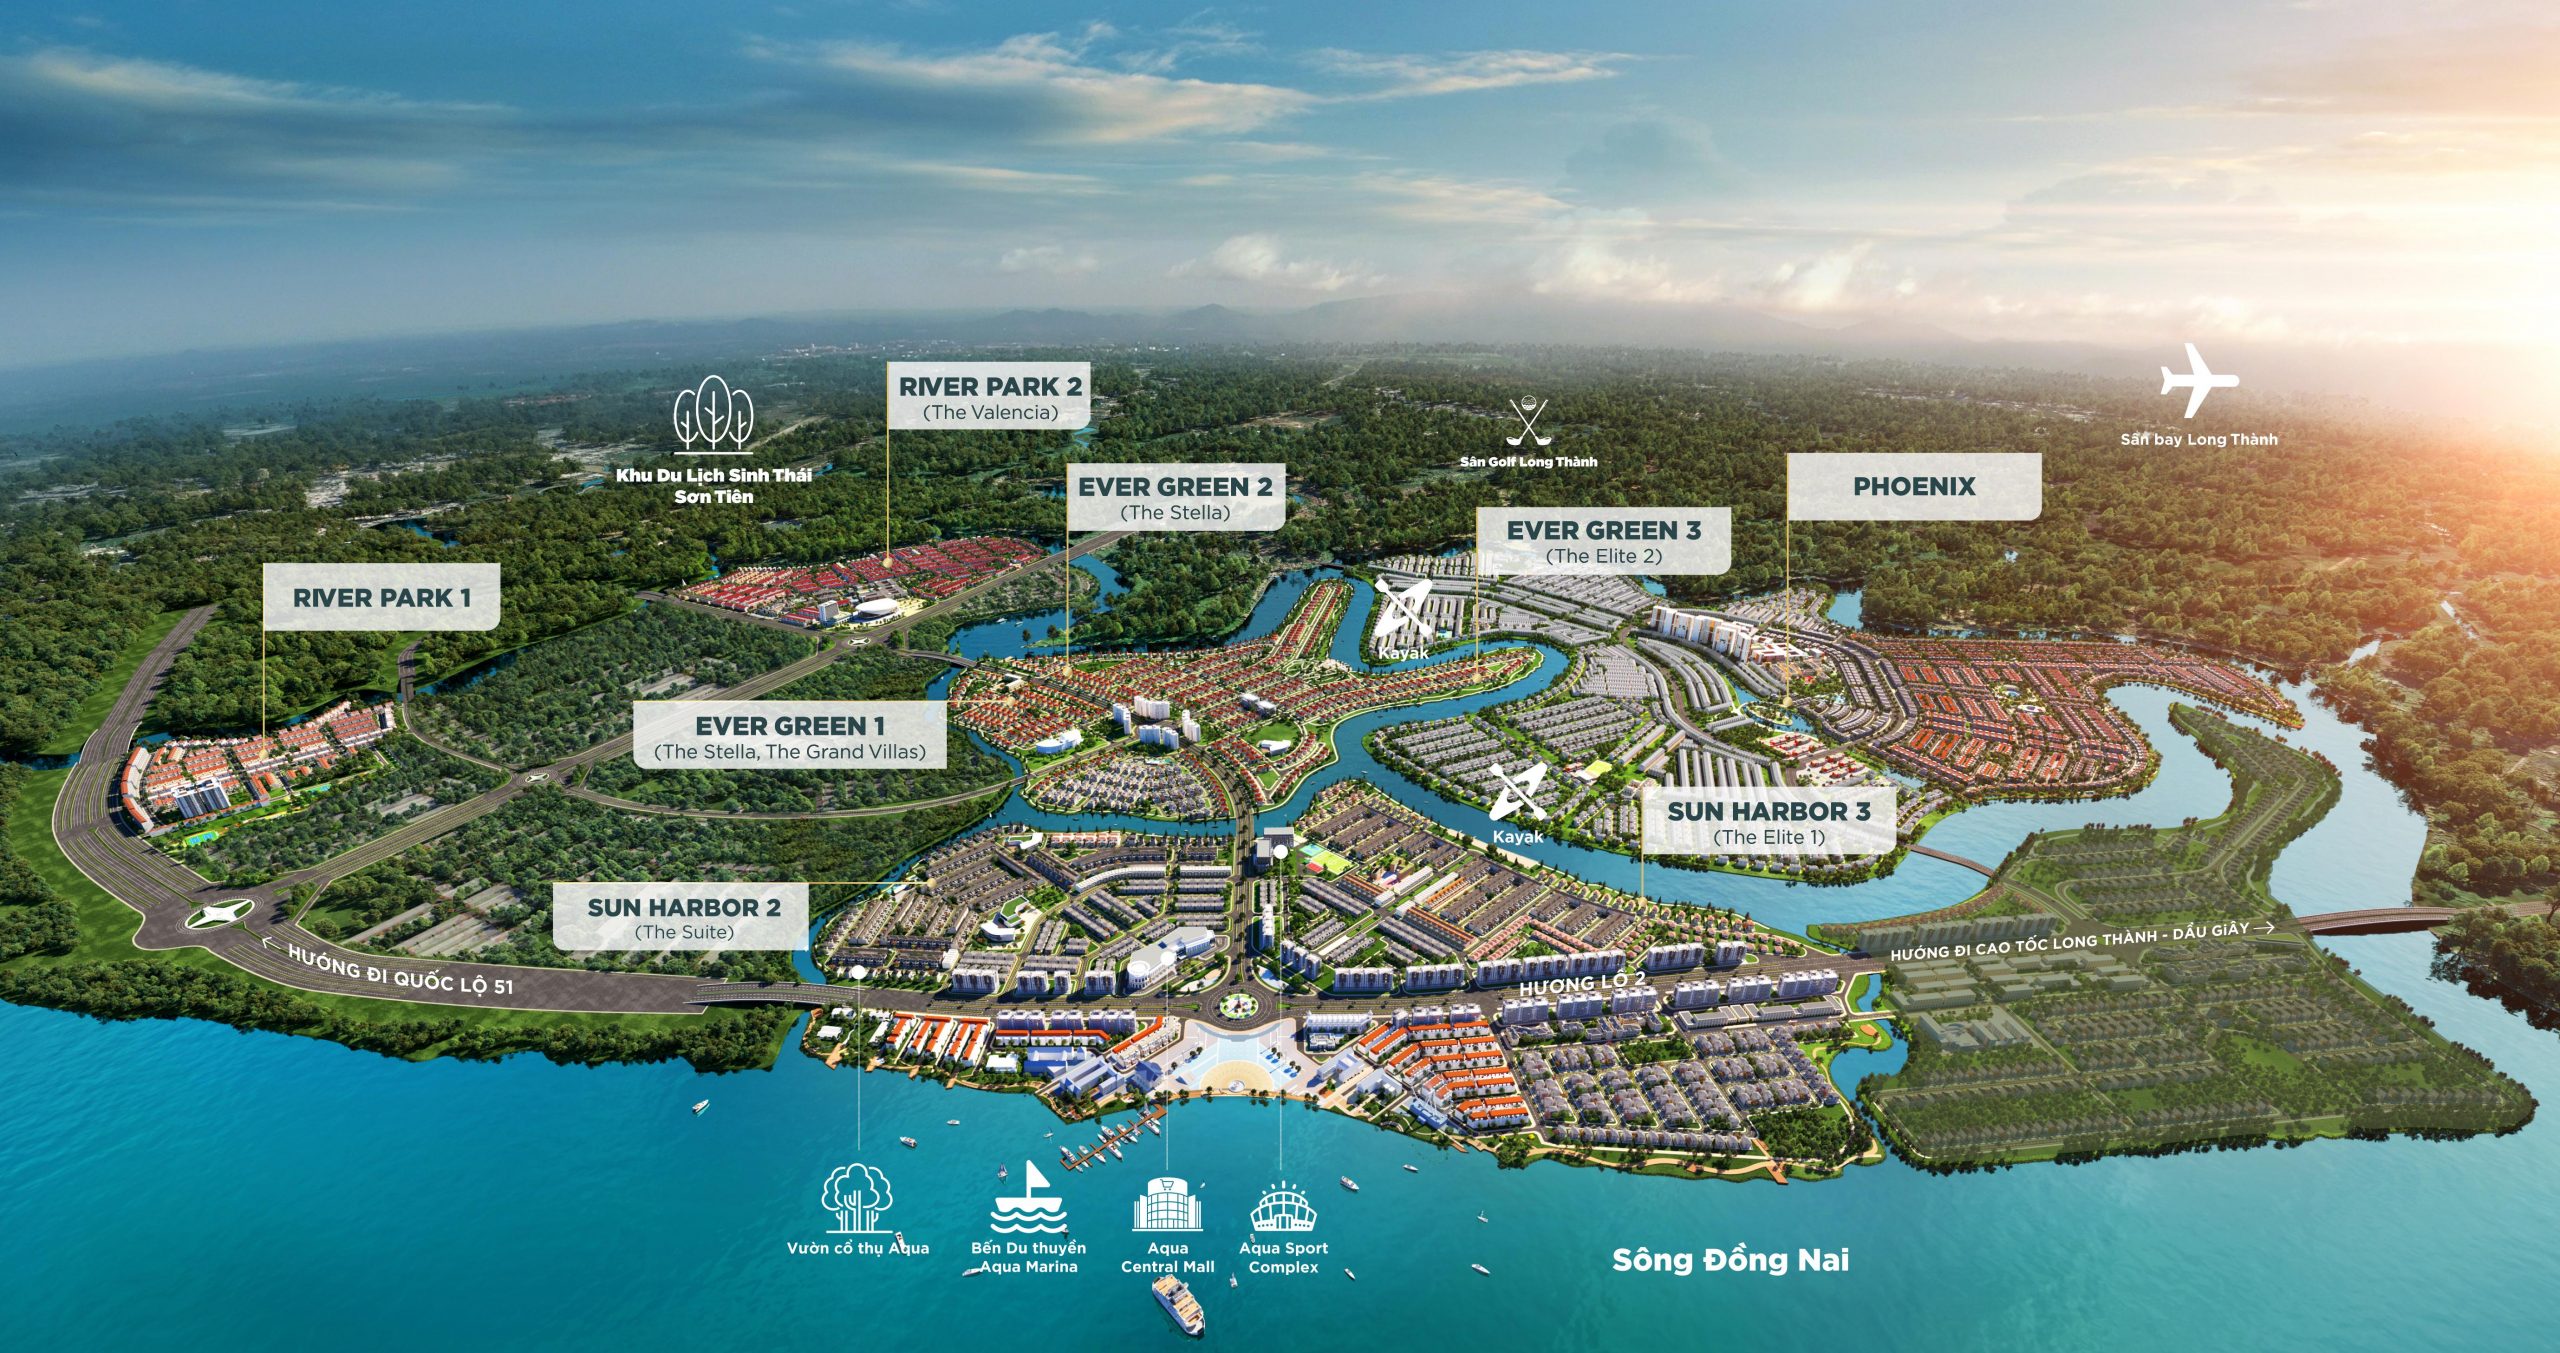 RIVER PARK 2
(The Valencia)
Khu Du Lịch Sinh Thái
Sơn Tiên
Sân Golf Long Thành
Sân bay Long Thành
EVER GREEN 2
(The Stella)
PHOENIX
EVER GREEN 3
(The Elite 2)
RIVER PARK 1
Kayak
EVER GREEN 1
(The Stella, The Grand Villas)
SUN HARBOR 3
(The Elite 1)
Kayak
SUN HARBOR 2
(The Suite)
HƯỚNG ĐI QUỐC LỘ 51
HƯƠNG LỘ 2
HƯỚNG ĐI CAO TỐC LONG THÀNH - DẦU GIÂY
Vườn cổ thụ Aqua
Bến Du thuyền
Aqua Marina
Aqua
Central Mall
Aqua Sport
Complex
Sông Đồng Nai